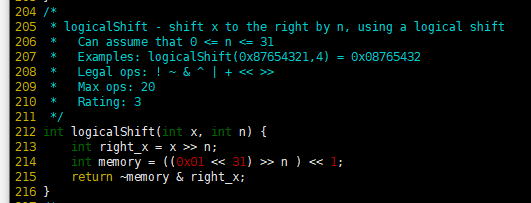 204 /*
205  * logicalShift - shift x to the right by n, using a logical shift
206  *   Can assume that 0 <= n <= 31
207  *   Examples: logicalShift(0x87654321,4) = 0x08765432
208  *   Legal ops: ! ~ & ^ | + << >>
209  *   Max ops: 20
210  *   Rating: 3
211  */
212 int logicalShift(int x, int n) {
213     int right_x = x >> n;
214     int memory = ((0x01 << 31) >> n ) << 1;
215     return ~memory & right_x;
216 }